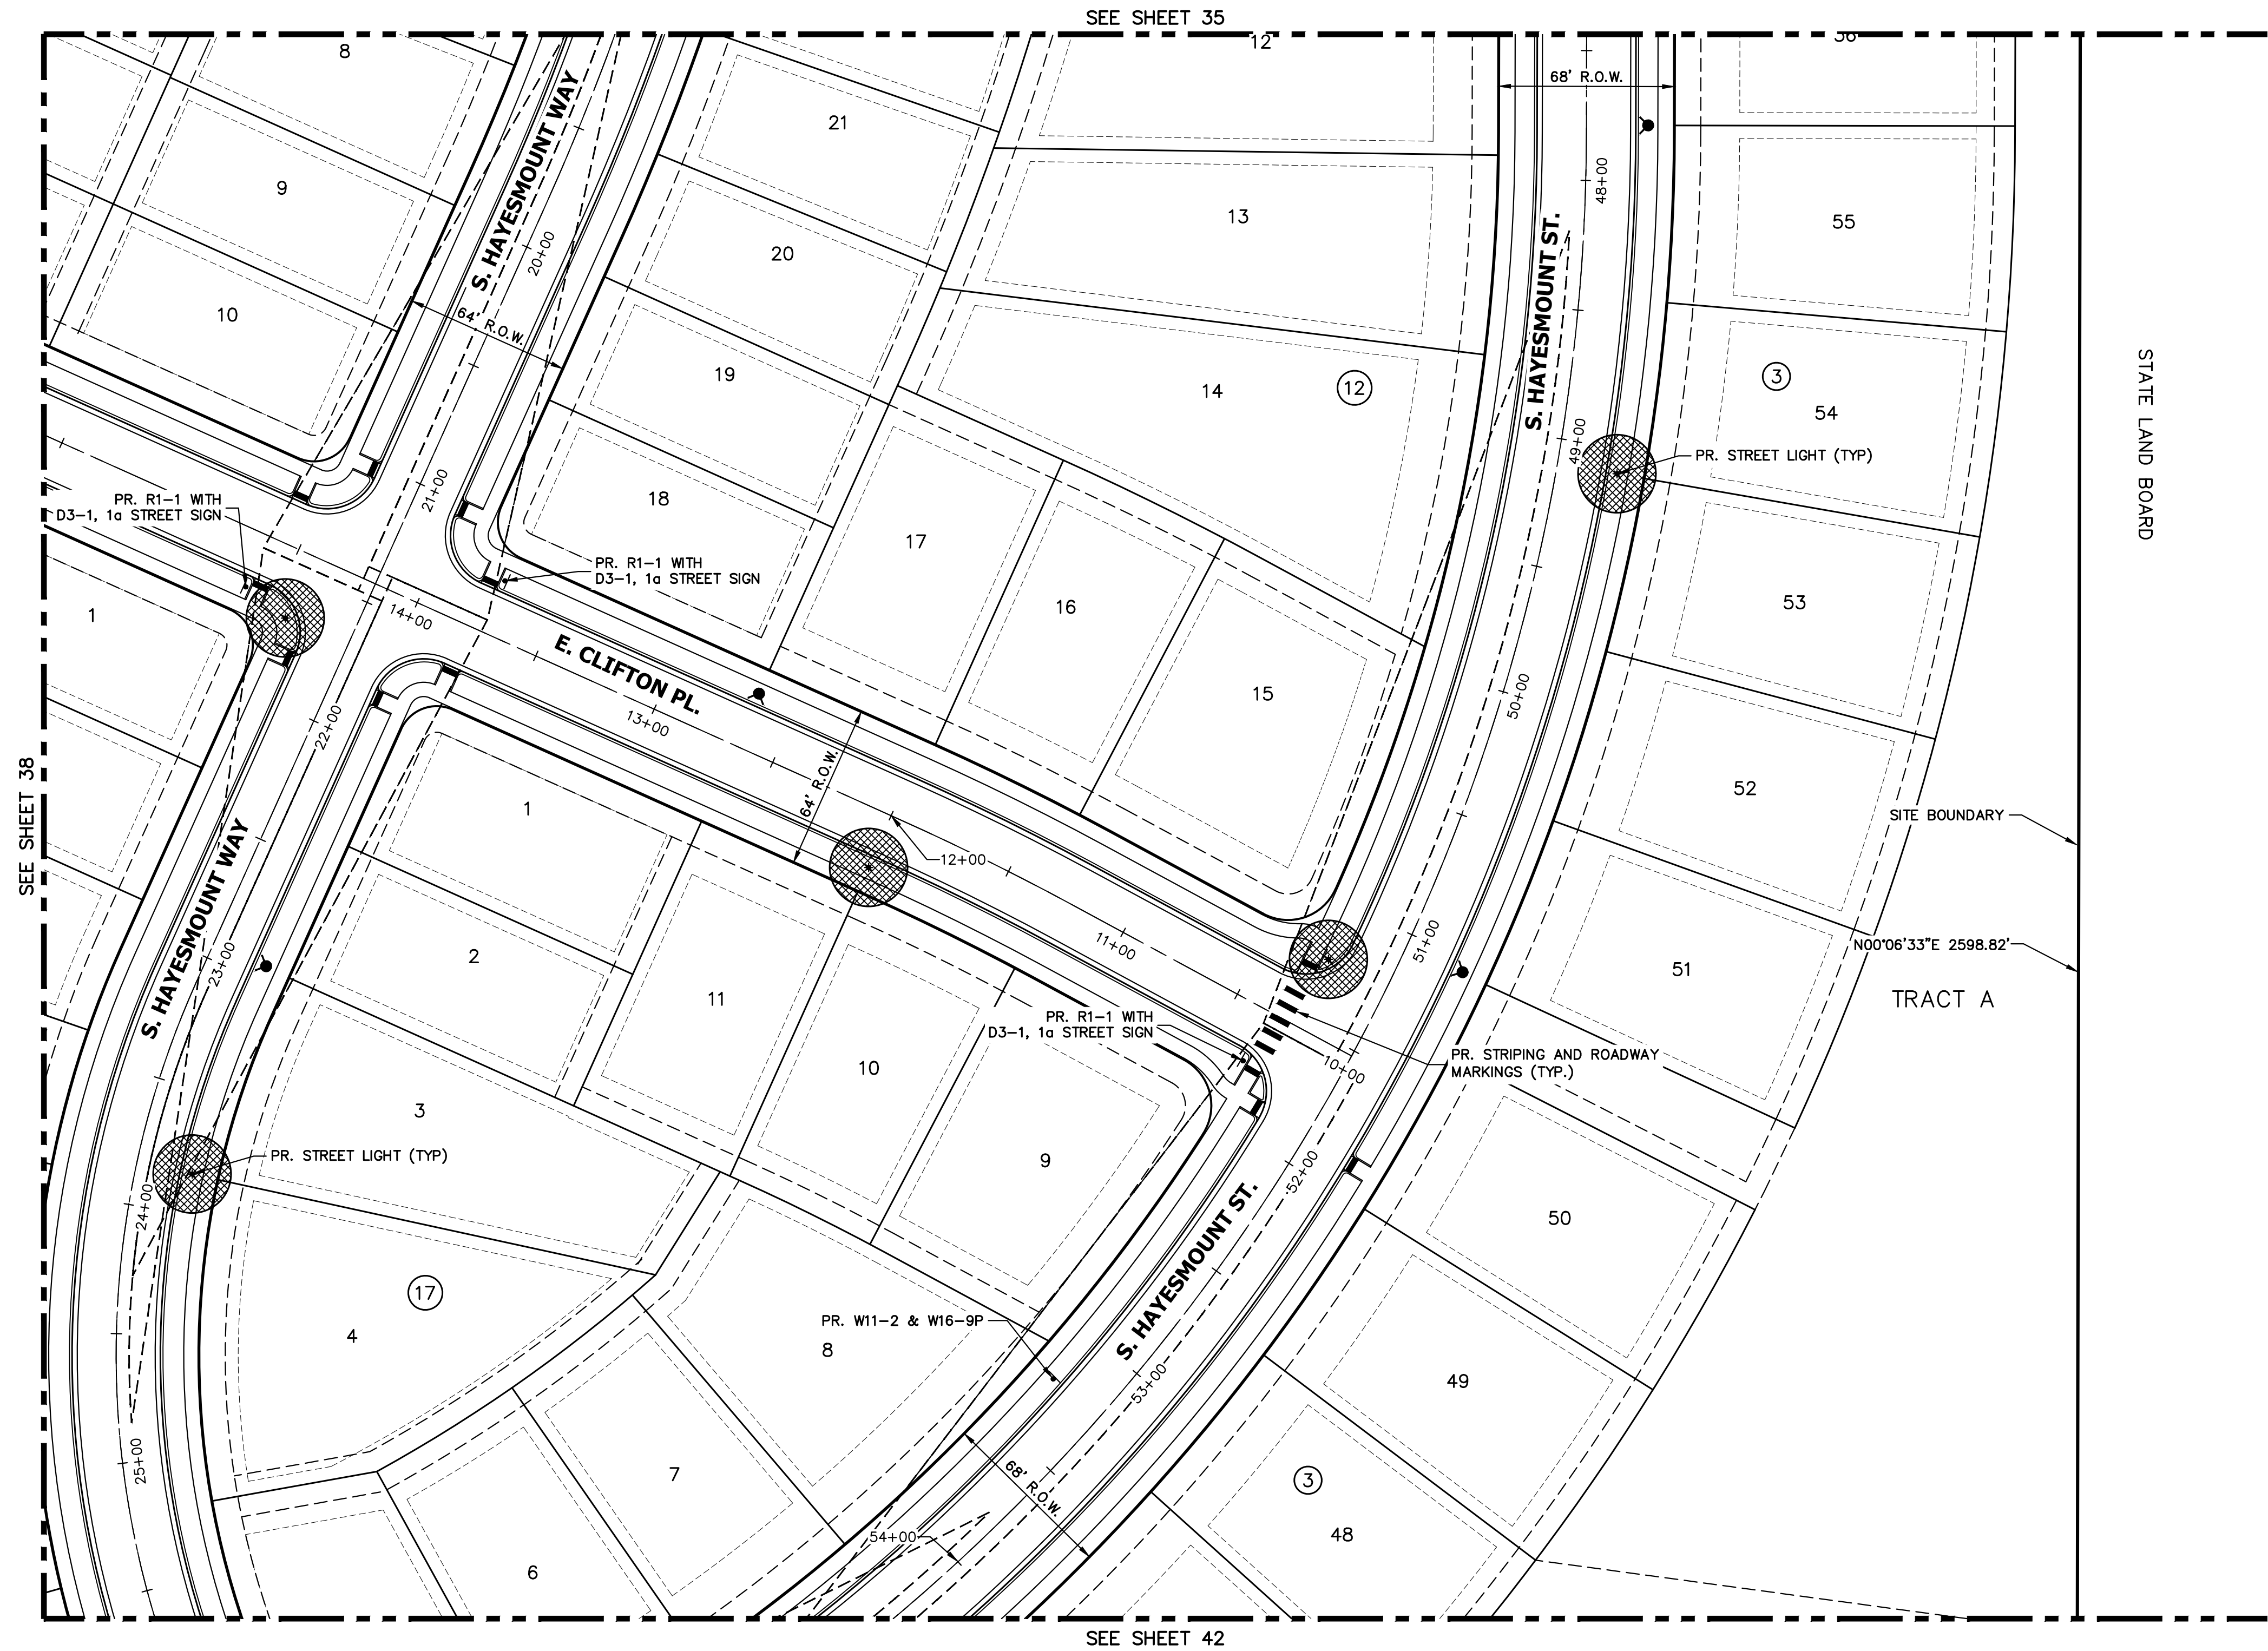 SEE SHEET 35
8
12
36
68' R.O.W.
S. HAYESMOUNT WAY
21
48+00
9
13
55
20+00
20
S. HAYESMOUNT ST.
10
64' R.O.W.
19
14
12
3
54
STATE LAND BOARD
49+00
PR. STREET LIGHT (TYP)
18
21+00
PR. R1-1 WITH
D3-1, 1a STREET SIGN
17
PR. R1-1 WITH
D3-1, 1a STREET SIGN
1
14+00
16
53
E. CLIFTON PL.
15
50+00
13+00
22+00
64' R.O.W.
52
1
SITE BOUNDARY
SEE SHEET 38
12+00
S. HAYESMOUNT WAY
23+00
2
11
11+00
51+00
N00°06'33"E 2598.82'
51
TRACT A
PR. R1-1 WITH
D3-1, 1a STREET SIGN
10
10+00
PR. STRIPING AND ROADWAY
MARKINGS (TYP.)
3
9
52+00
PR. STREET LIGHT (TYP)
24+00
50
S. HAYESMOUNT ST.
17
4
PR. W11-2 & W16-9P
8
53+00
49
25+00
7
68' R.O.W.
3
54+00
48
6
SEE SHEET 42